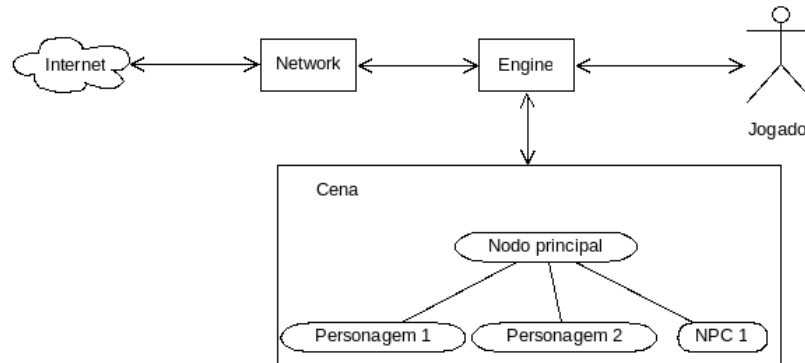 Internet
Network
Engine
Jogado
Cena
Nodo principal
Personagem 1
Personagem 2
NPC 1